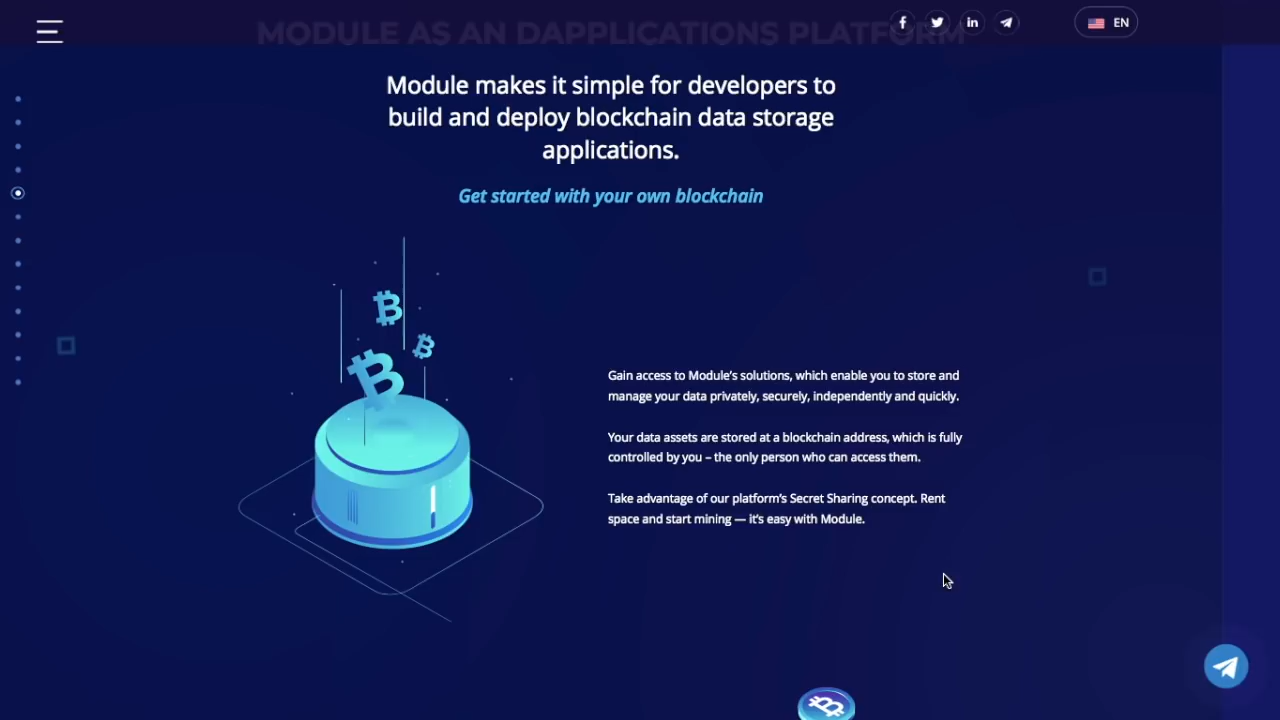 MODULE AS AN DAPPLICATIONS PLATFORM
EN
Module makes it simple for developers to
build and deploy blockchain data storage
applications.
Get started with your own blockchain
Gain access to Module's solutions, which enable you to store and
manage your data privately, securely, independently and quickly.
Your data assets are stored at a blockchain address, which is fully
controlled by you – the only person who can access them.
Take advantage of our platform's Secret Sharing concept. Rent
space and start mining — it's easy with Module.